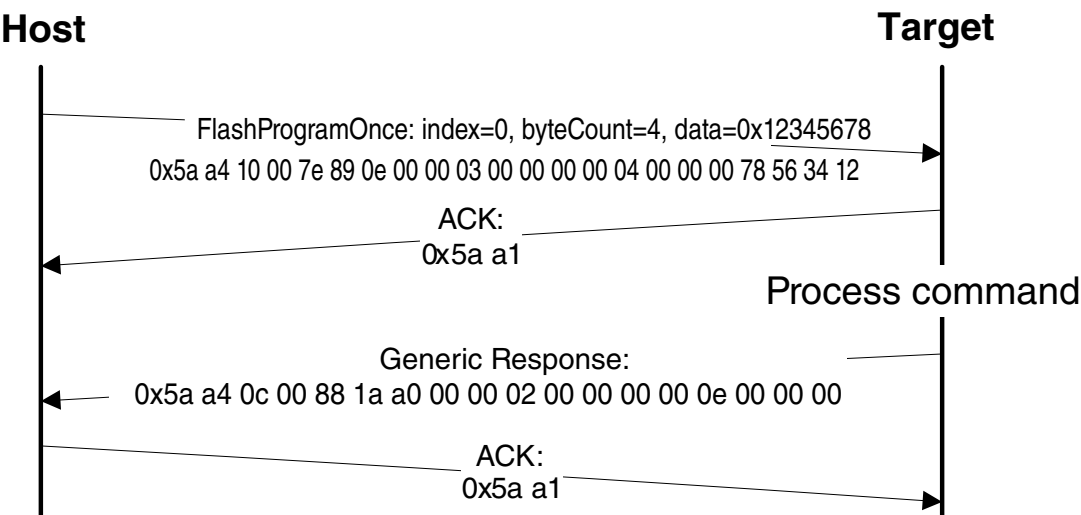 Host
Target
FlashProgramOnce: index=0, byteCount=4, data=0x12345678
0x5a a4 10 00 7e 89 0e 00 00 03 00 00 00 00 04 00 00 00 78 56 34 12
ACK:
0x5a a1
Process command
Generic Response:
0x5a a4 0c 00 88 1a a0 00 00 02 00 00 00 00 0e 00 00 00
ACK:
0x5a a1